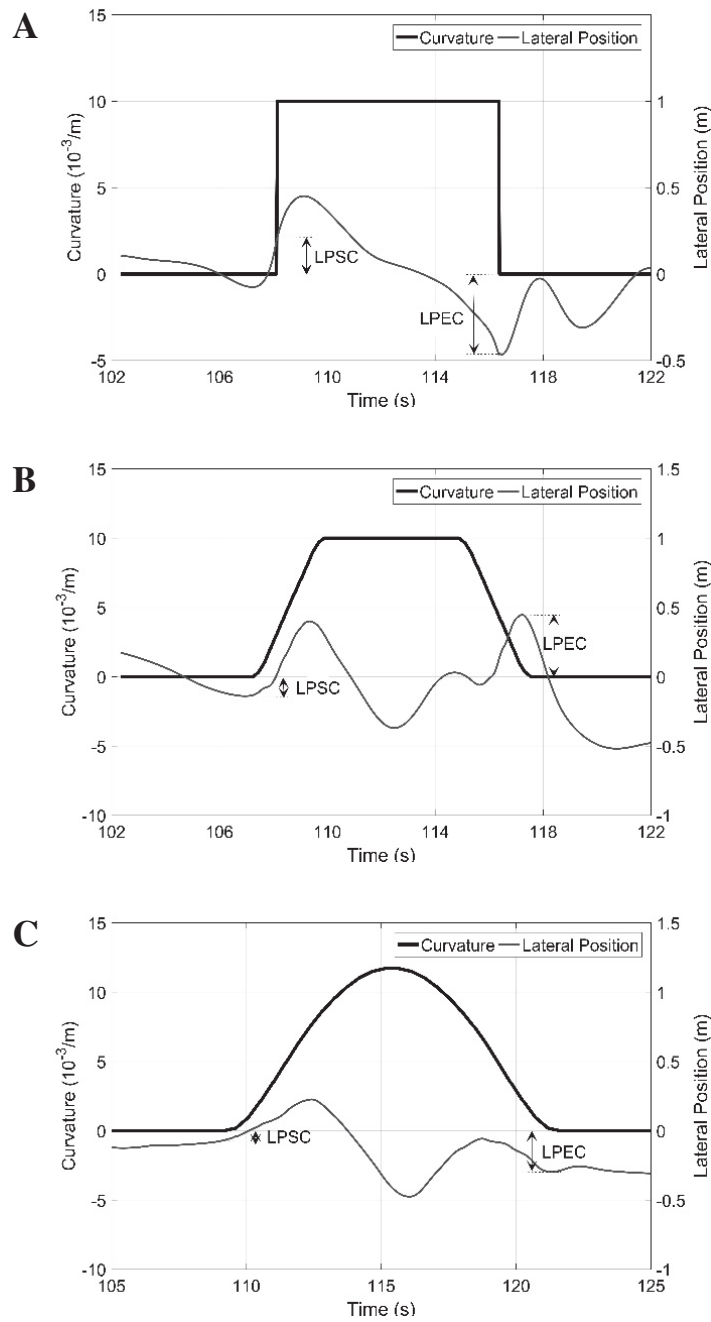 A
Curvature Lateral Position
15
10
5
0
-5
1
0.5
0
-0.5
Curvature (10⁻³/m)
Lateral Position (m)
LPSC
LPEC
102 106 110 114 118 122
Time (s)
B
Curvature Lateral Position
15
10
5
0
-5
-10
1.5
1
0.5
0
-0.5
-1
Curvature (10⁻³/m)
Lateral Position (m)
LPSC
LPEC
102 106 110 114 118 122
Time (s)
C
Curvature Lateral Position
15
10
5
0
-5
-10
1.5
1
0.5
0
-0.5
-1
Curvature (10⁻³/m)
Lateral Position (m)
LPSC
LPEC
105 110 115 120 125
Time (s)